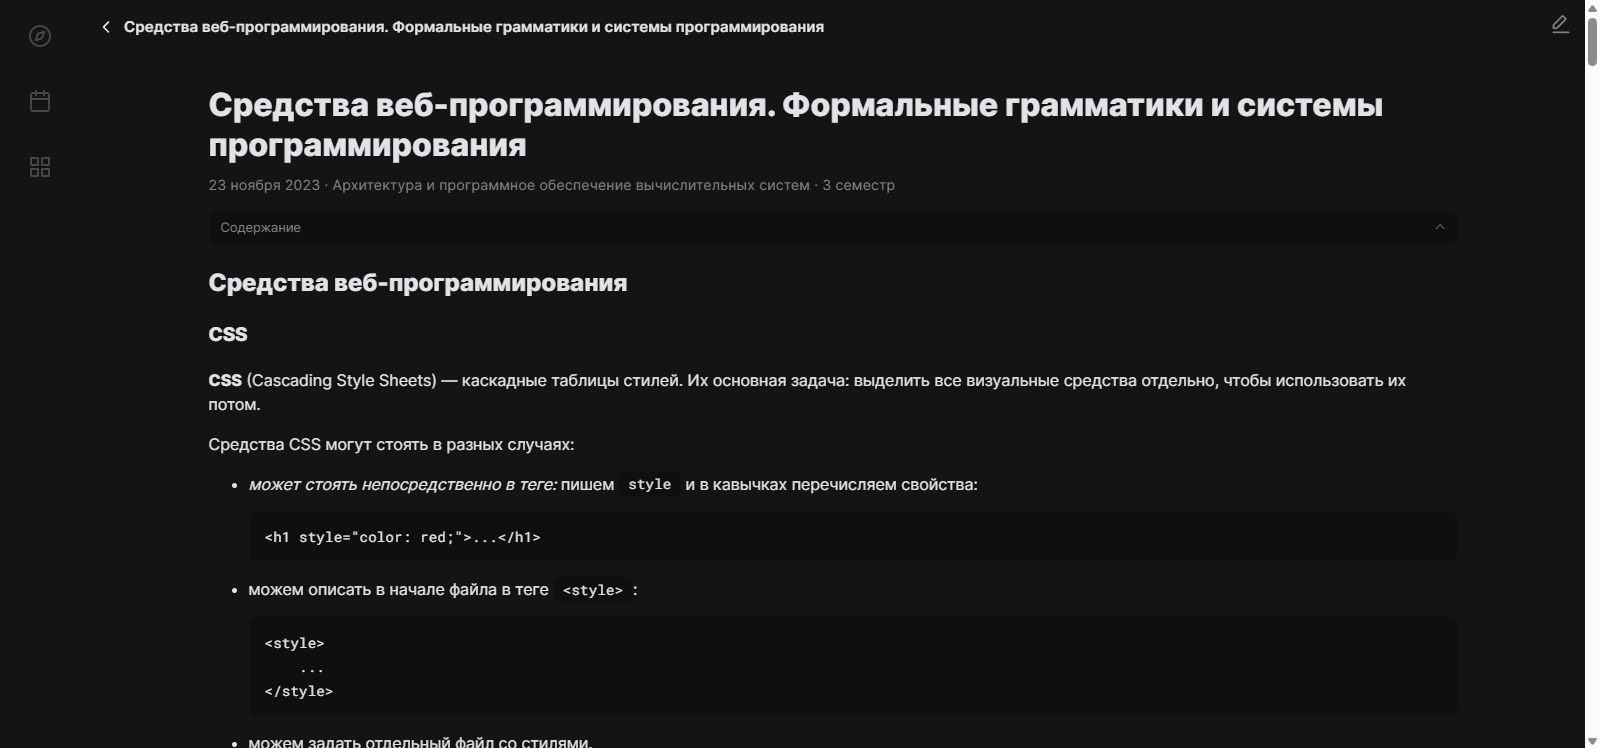 Средства веб-программирования. Формальные грамматики и системы программирования
Средства веб-программирования. Формальные грамматики и системы
программирования
23 ноября 2023 · Архитектура и программное обеспечение вычислительных систем · 3 семестр
Содержание
Средства веб-программирования
CSS
CSS (Cascading Style Sheets) — каскадные таблицы стилей. Их основная задача: выделить все визуальные средства отдельно, чтобы использовать их
потом.
Средства CSS могут стоять в разных случаях:
• может стоять непосредственно в теге: пишем style и в кавычках перечисляем свойства:
<h1 style="color: red;">...</h1>
• можем описать в начале файла в теге <style> :
<style>
...
</style>
• можем задать отдельный файл со стилями.